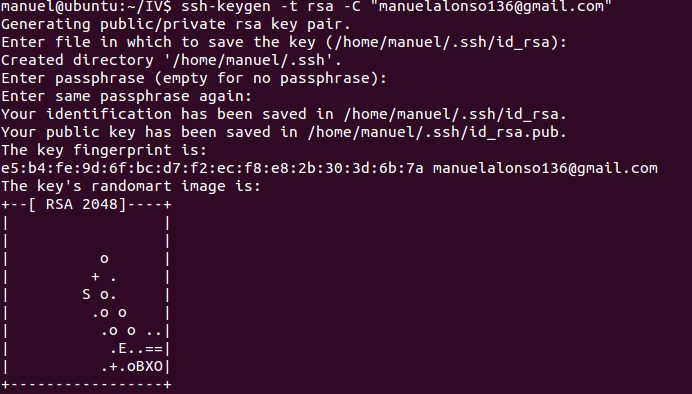 manuel@ubuntu:~/IV$ ssh-keygen -t rsa -C "manuelalonso136@gmail.com"
Generating public/private rsa key pair.
Enter file in which to save the key (/home/manuel/.ssh/id_rsa):
Created directory '/home/manuel/.ssh'.
Enter passphrase (empty for no passphrase):
Enter same passphrase again:
Your identification has been saved in /home/manuel/.ssh/id_rsa.
Your public key has been saved in /home/manuel/.ssh/id_rsa.pub.
The key fingerprint is:
e5:b4:fe:9d:6f:bc:d7:f2:ec:f8:e8:2b:30:3d:6b:7a manuelalonso136@gmail.com
The key's randomart image is:
+--[ RSA 2048]----+
|                 |
|                 |
|          o      |
|         + .     |
|        S o.     |
|         .o o    |
|          .o o ..|
|           .E..==|
|          .+.oBXO|
+-----------------+